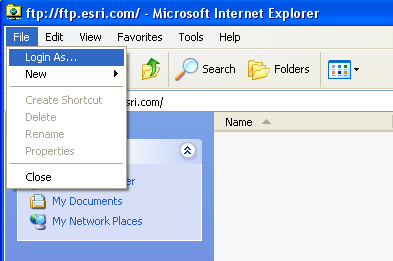 ftp://ftp.esri.com/ - Microsoft Internet Explorer
File Edit View Favorites Tools Help
Login As...
New
Search Folders
Create Shortcut
sri.com/
Delete
Name
Rename
Properties
Close
My Documents
My Network Places